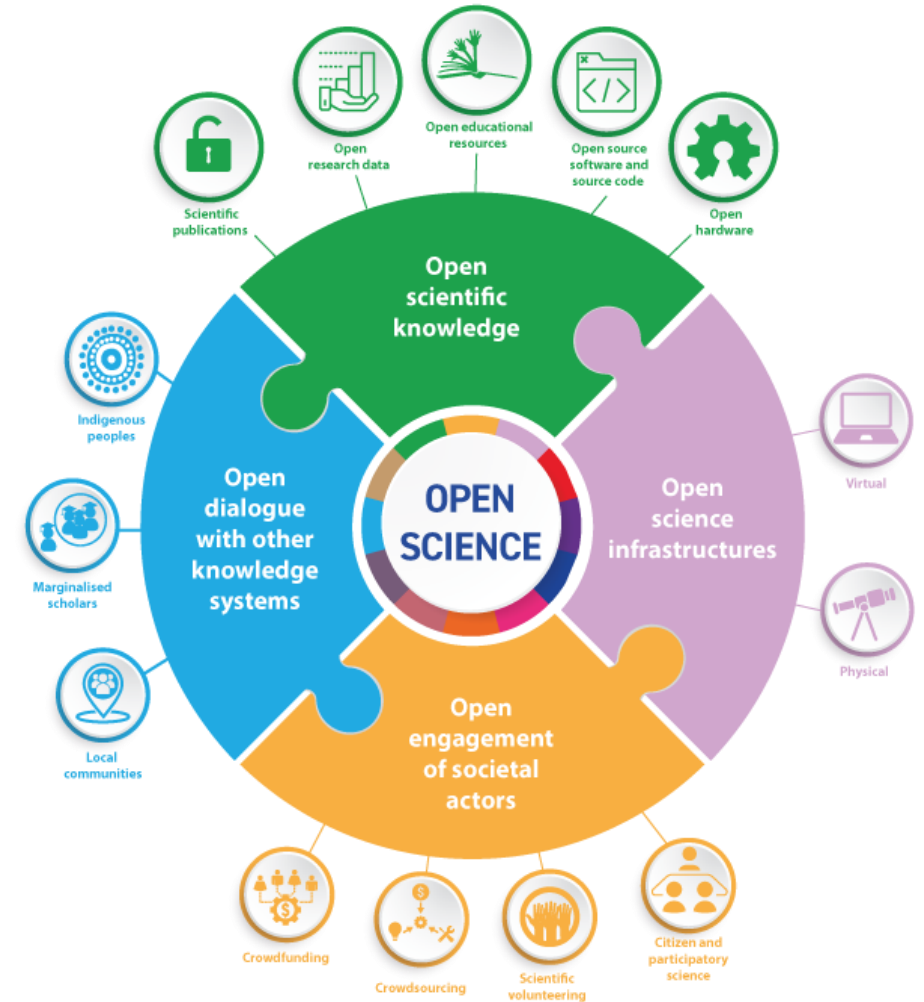 Open educational
resources
Open
research data
Open source
software and
source code
Scientific
publications
Open
hardware
Open
scientific
knowledge
Indigenous
peoples
Marginalised
scholars
Local
communities
Open
dialogue
with other
knowledge
systems
OPEN
SCIENCE
Open
science
infrastructures
Virtual
Physical
Open
engagement
of societal
actors
Crowdfunding
Crowdsourcing
Scientific
volunteering
Citizen and
participatory
science